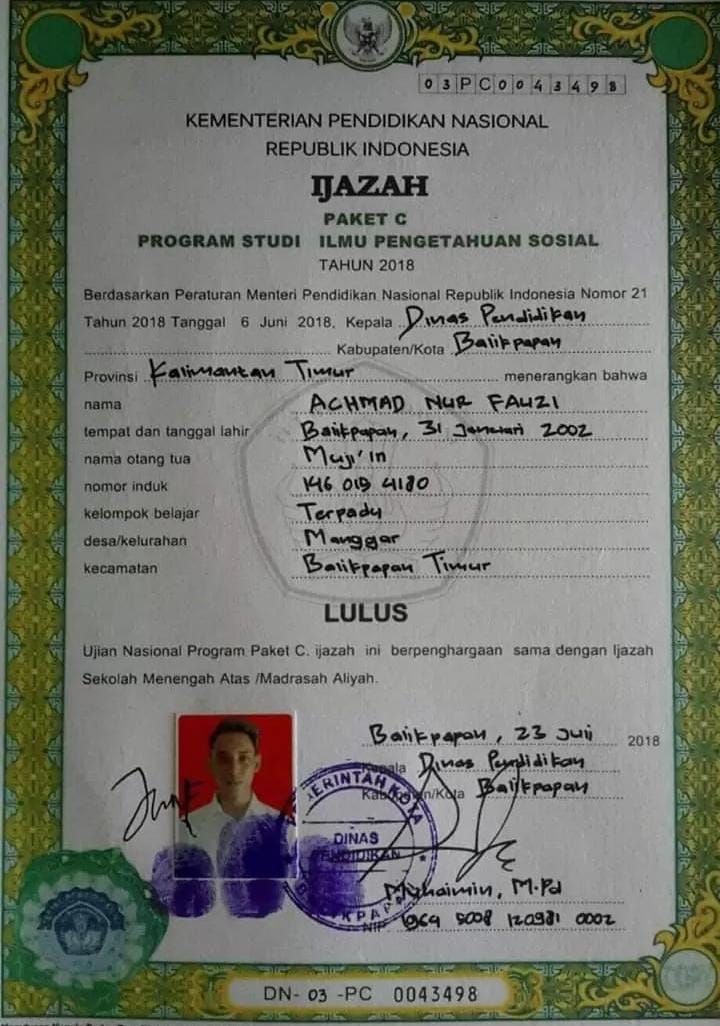 03PC0043498
KEMENTERIAN PENDIDIKAN NASIONAL
REPUBLIK INDONESIA
IJAZAH
PAKET C
PROGRAM STUDI ILMU PENGETAHUAN SOSIAL
TAHUN 2018
Berdasarkan Peraturan Menteri Pendidikan Nasional Republik Indonesia Nomor 21
Tahun 2018 Tanggal 6 Juni 2018, Kepala Dinas Pendidikan
Kabupaten/Kota Balikpapan
Provinsi Kalimantan Timur menerangkan bahwa
nama ACHMAD NUR FAUZI
tempat dan tanggal lahir Balikpapan, 31 Januari 2002
nama otang tua Muji'in
nomor induk 146 019 4180
kelompok belajar Terpadu
desa/kelurahan Manggar
kecamatan Balikpapan Timur
LULUS
Ujian Nasional Program Paket C. ijazah ini berpenghargaan sama dengan Ijazah
Sekolah Menengah Atas /Madrasah Aliyah.
Balikpapan, 23 Juli 2018
Kepala Dinas Pendidikan
Kabupaten/Kota Balikpapan
DINAS
PENDIDIKAN
Muhaimin, M.Pd
NIP 1969 5008 120981 0002
DN- 03 -PC 0043498
COPY